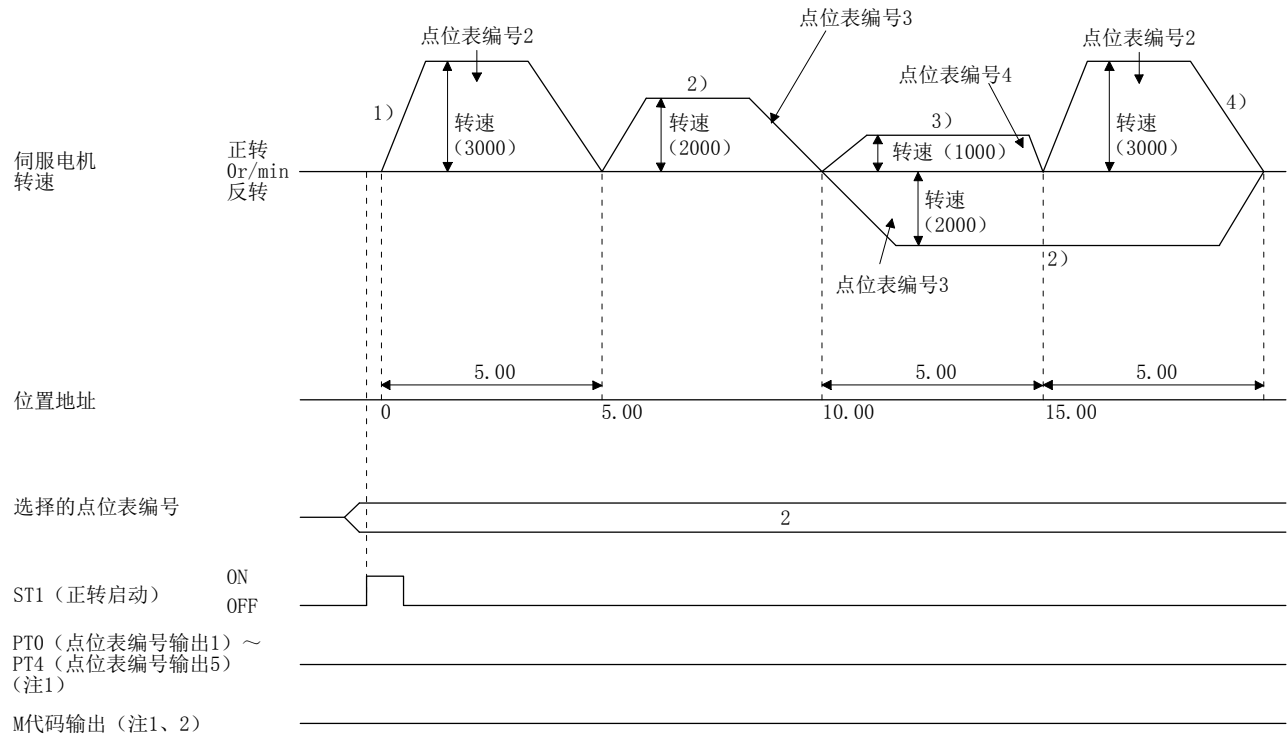 点位表编号3
点位表编号2
点位表编号2
点位表编号4
2)
1)
3)
4)
转速
(3000)
转速
(2000)
转速（1000）
转速
(3000)
伺服电机
转速
正转
0r/min
反转
转速
(2000)
2)
点位表编号3
5.00
5.00
5.00
位置地址
0
5.00
10.00
15.00
选择的点位表编号
2
ST1（正转启动）
ON
OFF
PT0（点位表编号输出1）～
PT4（点位表编号输出5）
（注1）
M代码输出（注1、2）